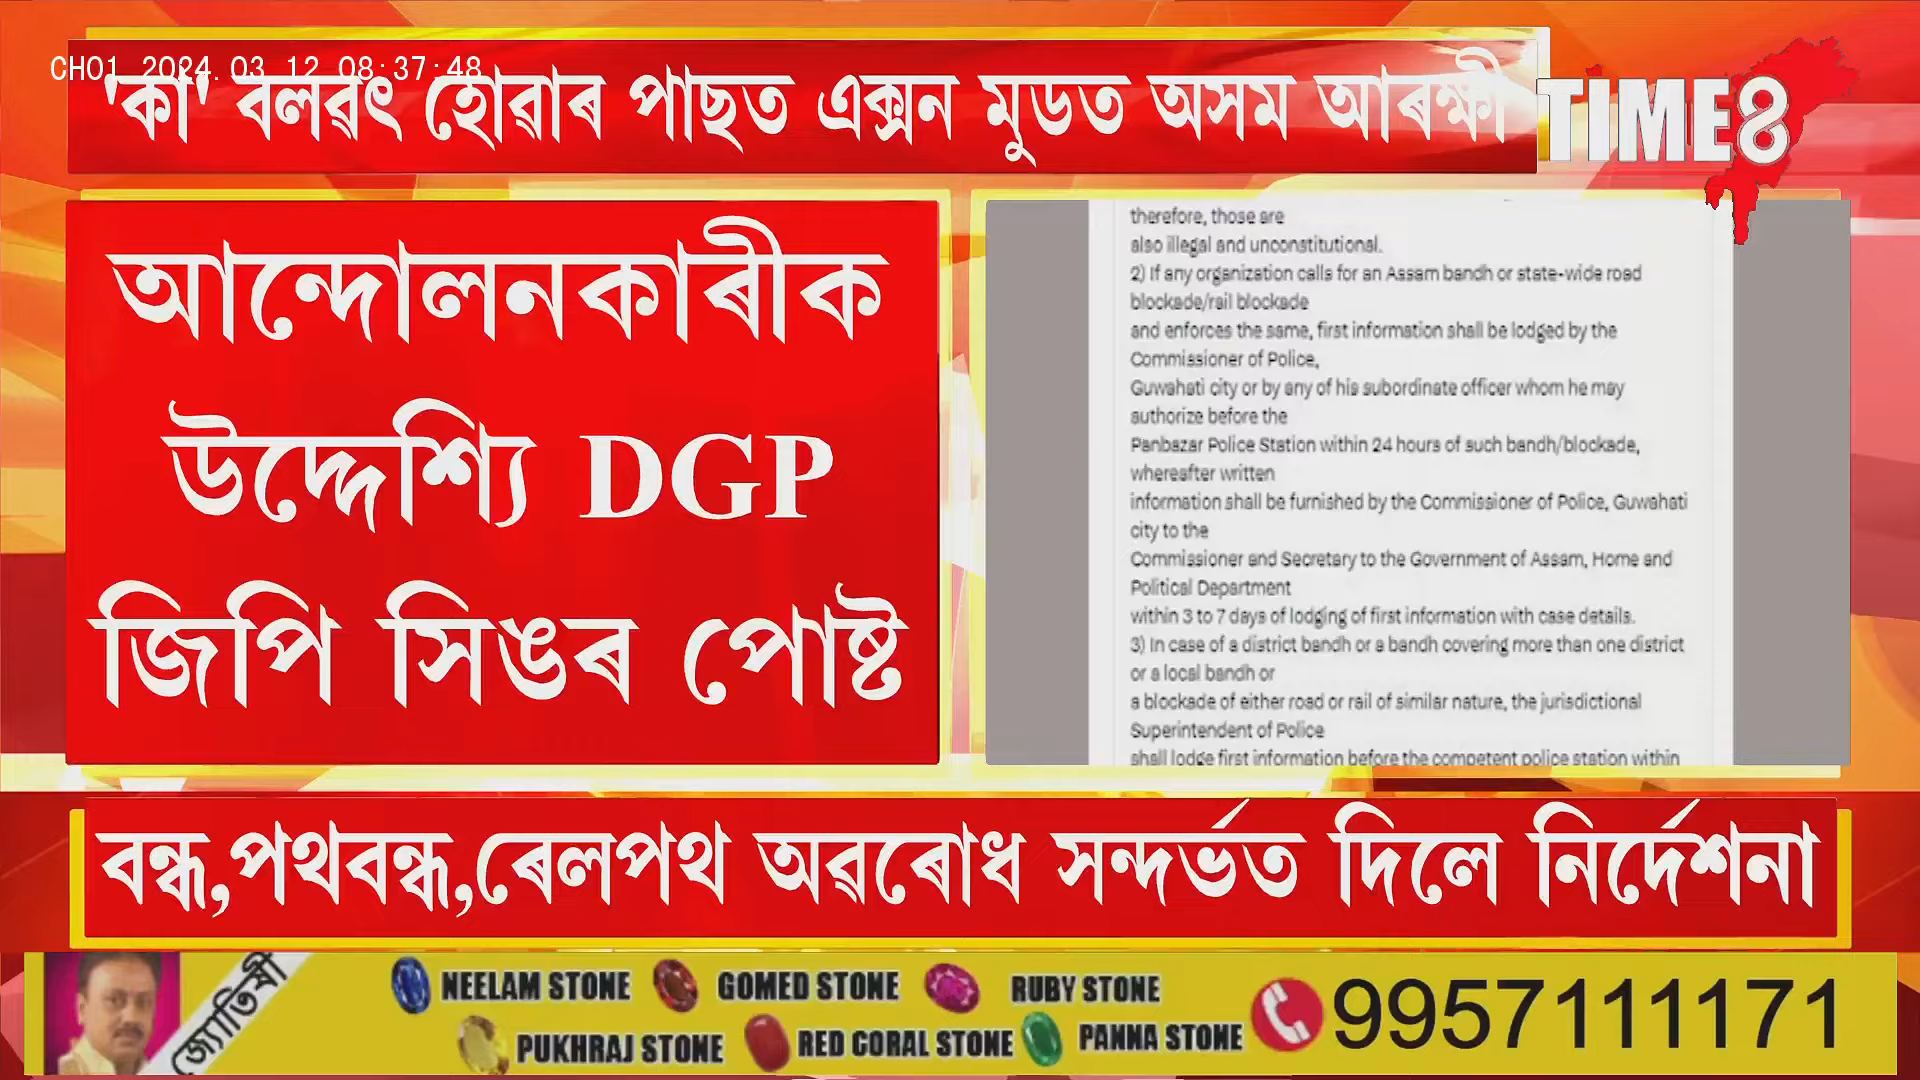 CH01 2024.03.12 08:37:48
'কা' বলৱৎ হোৱাৰ পাছত এক্সন মুডত অসম আৰক্ষী
TIME8
আন্দোলনকাৰীক
উদ্দেশ্যি DGP
জিপি সিঙৰ পোষ্ট
therefore, those are
also illegal and unconstitutional.
2) If any organization calls for an Assam bandh or state-wide road
blockade/rail blockade
and enforces the same, first information shall be lodged by the
Commissioner of Police,
Guwahati city or by any of his subordinate officer whom he may
authorize before the
Panbazar Police Station within 24 hours of such bandh/blockade,
whereafter written
information shall be furnished by the Commissioner of Police, Guwahati
city to the
Commissioner and Secretary to the Government of Assam, Home and
Political Department
within 3 to 7 days of lodging of first information with case details.
3) In case of a district bandh or a bandh covering more than one district
or a local bandh or
a blockade of either road or rail of similar nature, the jurisdictional
Superintendent of Police
shall lodge first information before the competent police station within
বন্ধ,পথবন্ধ,ৰেলপথ অৱৰোধ সন্দৰ্ভত দিলে নিৰ্দেশনা
জ্যোতিষী
NEELAM STONE GOMED STONE RUBY STONE
PUKHRAJ STONE RED CORAL STONE PANNA STONE
9957111171